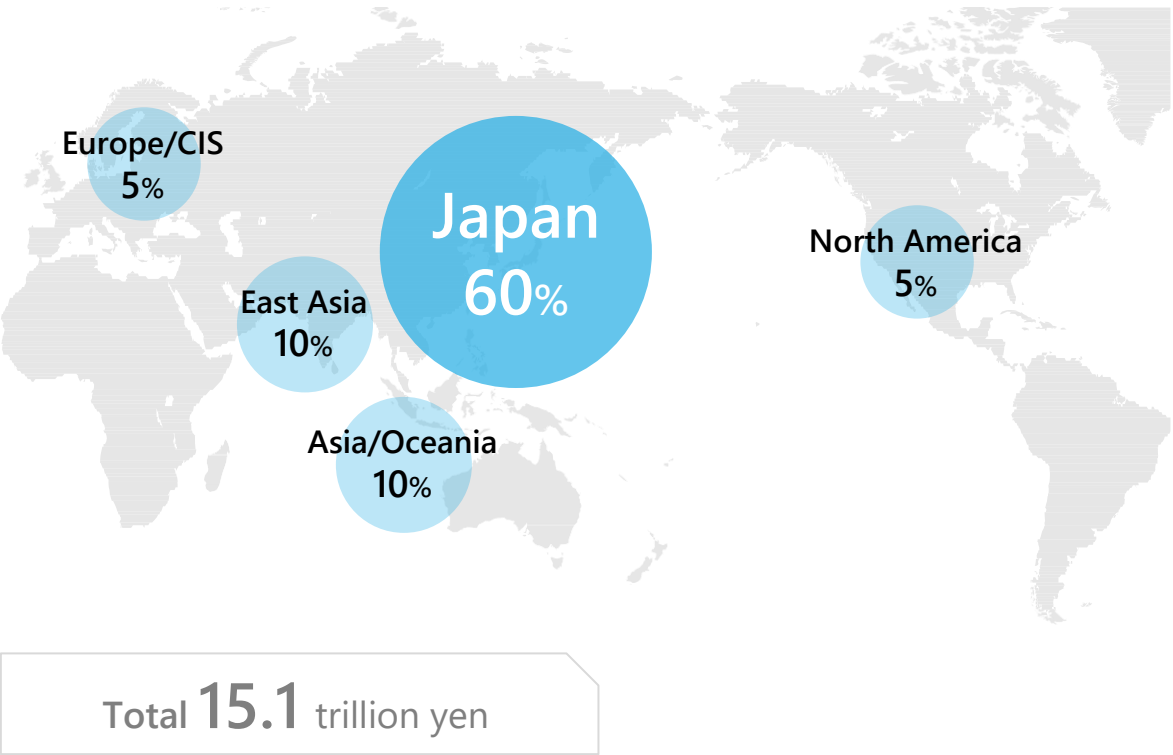 Europe/CIS
5%
Japan
60%
North America
5%
East Asia
10%
Asia/Oceania
10%
Total 15.1 trillion yen